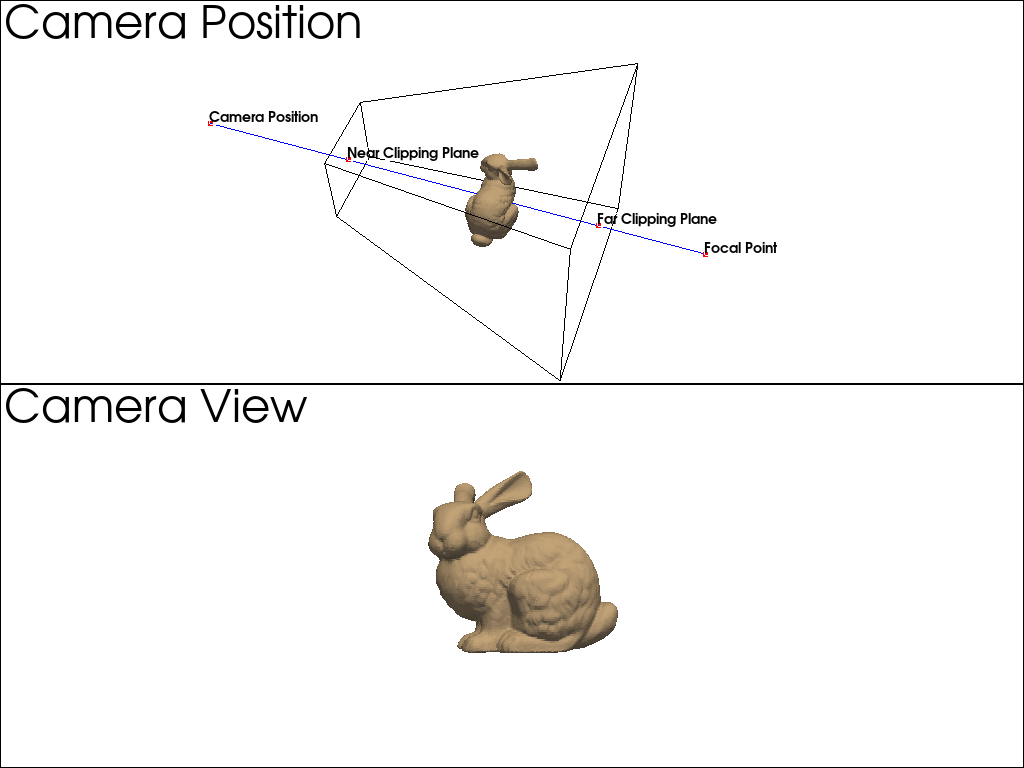 Camera Position
Camera Position
Near Clipping Plane
Far Clipping Plane
Focal Point
Camera View